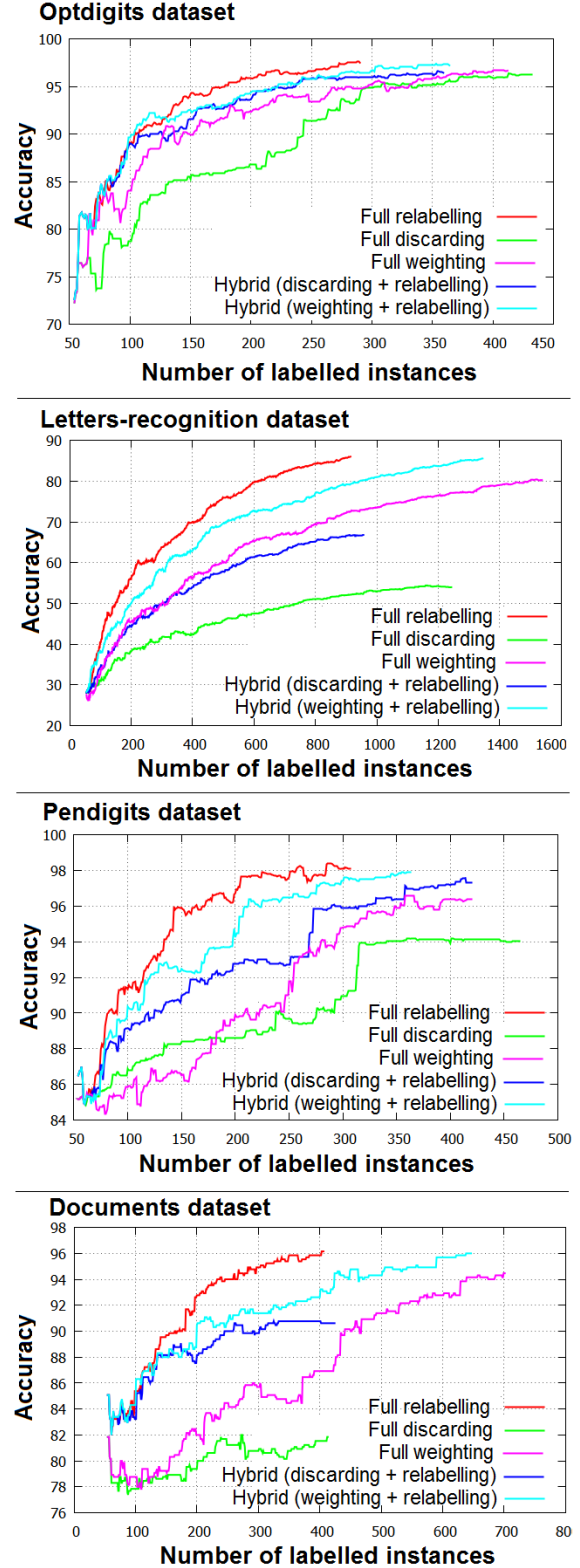 Optdigits dataset
100
95
90
85
80
75
70
Accuracy
Full relabelling
Full discarding
Full weighting
Hybrid (discarding + relabelling)
Hybrid (weighting + relabelling)
50 100 150 200 250 300 350 400 450
Number of labelled instances
Letters-recognition dataset
90
80
70
60
50
40
30
20
Accuracy
Full relabelling
Full discarding
Full weighting
Hybrid (discarding + relabelling)
Hybrid (weighting + relabelling)
0 200 400 600 800 1000 1200 1400 1600
Number of labelled instances
Pendigits dataset
100
98
96
94
92
90
88
86
84
Accuracy
Full relabelling
Full discarding
Full weighting
Hybrid (discarding + relabelling)
Hybrid (weighting + relabelling)
50 100 150 200 250 300 350 400 450 500
Number of labelled instances
Documents dataset
98
96
94
92
90
88
86
84
82
80
78
76
Accuracy
Full relabelling
Full discarding
Full weighting
Hybrid (discarding + relabelling)
Hybrid (weighting + relabelling)
0 100 200 300 400 500 600 700 80
Number of labelled instances